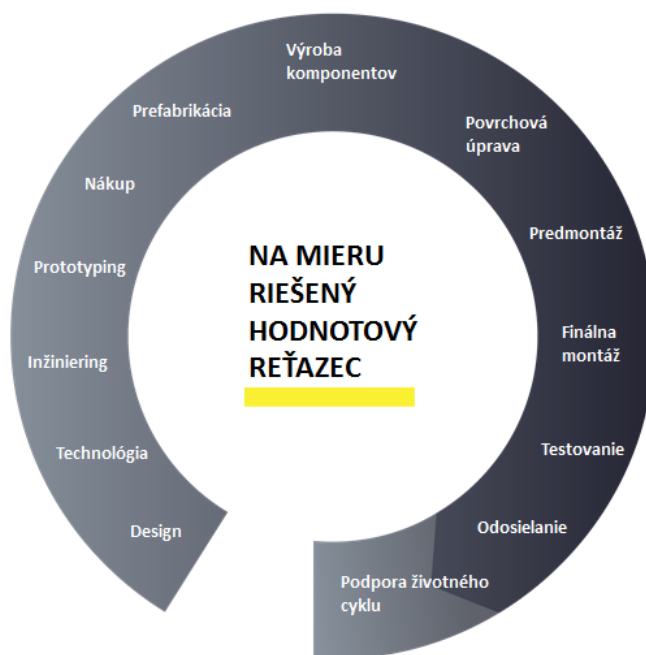 Výroba
komponentov
Prefabrikácia
Povrchová
úprava
Nákup
Predmontáž
NA MIERU
RIEŠENÝ
HODNOTOVÝ
REŤAZEC
Prototyping
Finálna
montáž
Inžiniering
Technológia
Testovanie
Design
Odosielanie
Podpora životného
cyklu